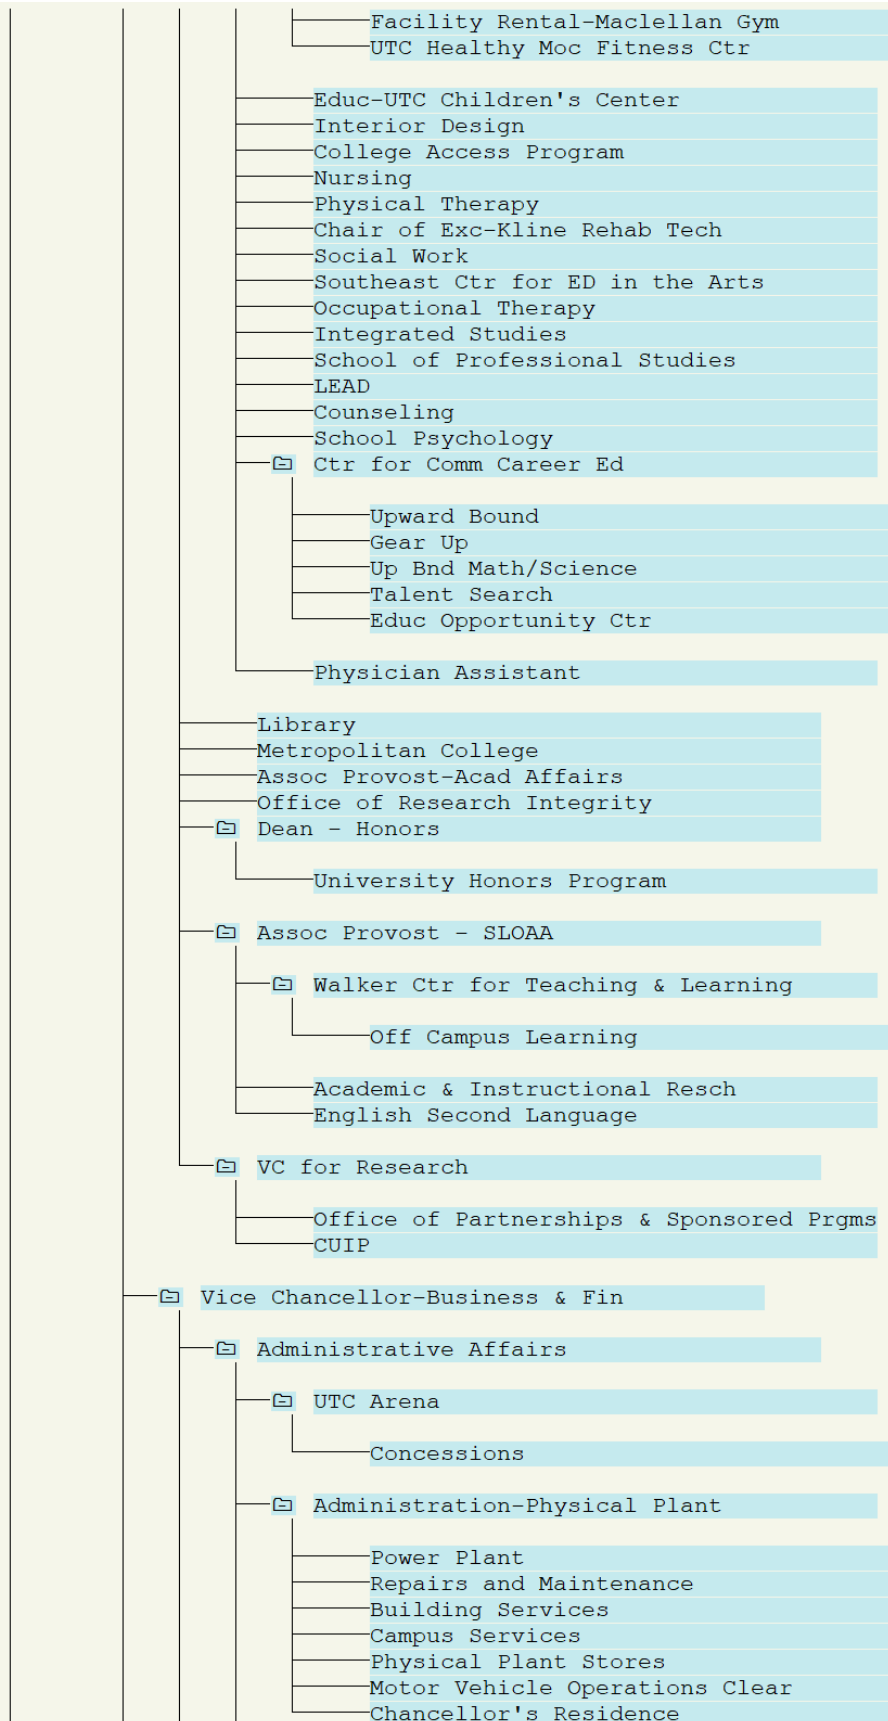 Facility Rental-Maclellan Gym
UTC Healthy Moc Fitness Ctr
Educ-UTC Children's Center
Interior Design
College Access Program
Nursing
Physical Therapy
Chair of Exc-Kline Rehab Tech
Social Work
Southeast Ctr for ED in the Arts
Occupational Therapy
Integrated Studies
School of Professional Studies
LEAD
Counseling
School Psychology
Ctr for Comm Career Ed
Upward Bound
Gear Up
Up Bnd Math/Science
Talent Search
Educ Opportunity Ctr
Physician Assistant
Library
Metropolitan College
Assoc Provost-Acad Affairs
Office of Research Integrity
Dean - Honors
University Honors Program
Assoc Provost - SLOAA
Walker Ctr for Teaching & Learning
Off Campus Learning
Academic & Instructional Resch
English Second Language
VC for Research
Office of Partnerships & Sponsored Prgms
CUIP
Vice Chancellor-Business & Fin
Administrative Affairs
UTC Arena
Concessions
Administration-Physical Plant
Power Plant
Repairs and Maintenance
Building Services
Campus Services
Physical Plant Stores
Motor Vehicle Operations Clear
Chancellor's Residence